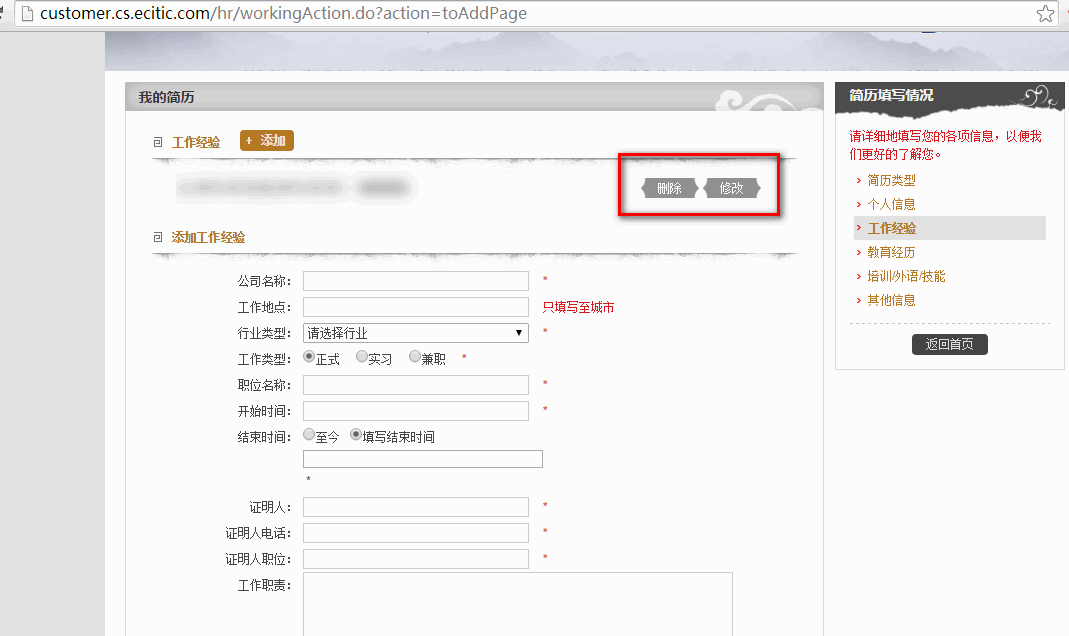 customer.cs.ecitic.com/hr/workingAction.do?action=toAddPage
我的简历
工作经验 + 添加
删除 修改
添加工作经验
公司名称： *
工作地点： 只填写至城市
行业类型： 请选择行业 *
工作类型： 正式 实习 兼职 *
职位名称： *
开始时间： *
结束时间： 至今 填写结束时间
*
证明人： *
证明人电话： *
证明人职位： *
工作职责：
简历填写情况
请详细地填写您的各项信息，以便我
们更好的了解您。
简历类型
个人信息
工作经验
教育经历
培训/外语/技能
其他信息
返回首页